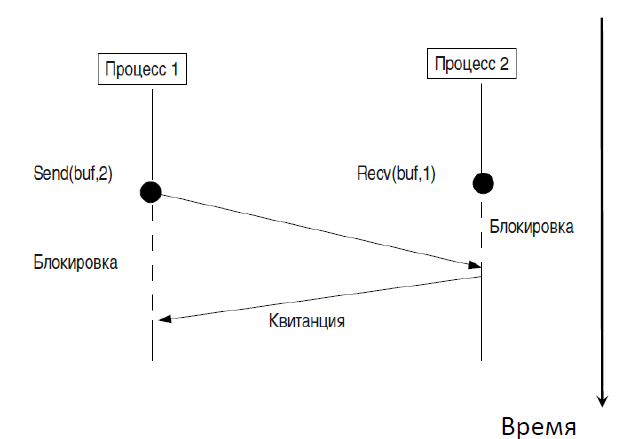 Процесс 1
Процесс 2
Send(buf,2)
Recv(buf,1)
Блокировка
Блокировка
Квитанция
Время